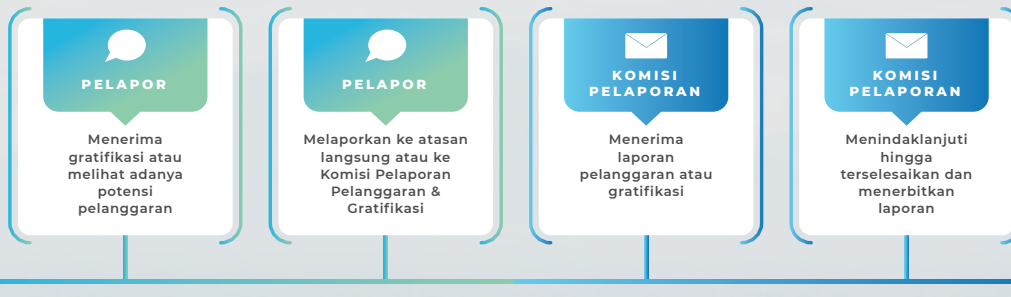 PELAPOR
Menerima
gratifikasi atau
melihat adanya
potensi
pelanggaran
PELAPOR
Melaporkan ke atasan
langsung atau ke
Komisi Pelaporan
Pelanggaran &
Gratifikasi
KOMISI
PELAPORAN
Menerima
laporan
pelanggaran atau
gratifikasi
KOMISI
PELAPORAN
Menindaklanjuti
hingga
terselesaikan dan
menerbitkan
laporan